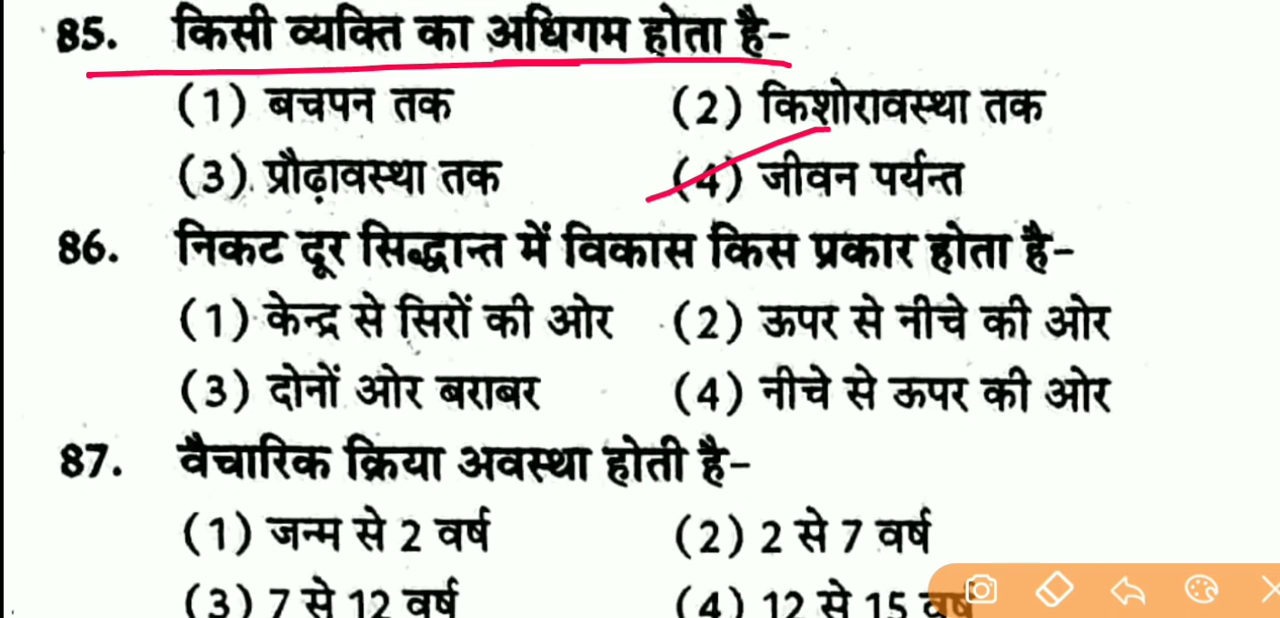 85. किसी व्यक्ति का अधिगम होता है-
(1) बचपन तक (2) किशोरावस्था तक
(3) प्रौढ़ावस्था तक (4) जीवन पर्यन्त
86. निकट दूर सिद्धान्त में विकास किस प्रकार होता है-
(1) केन्द्र से सिरों की ओर (2) ऊपर से नीचे की ओर
(3) दोनों ओर बराबर (4) नीचे से ऊपर की ओर
87. वैचारिक क्रिया अवस्था होती है-
(1) जन्म से 2 वर्ष (2) 2 से 7 वर्ष
(3) 7 से 12 वर्ष (4) 12 से 15 वर्ष